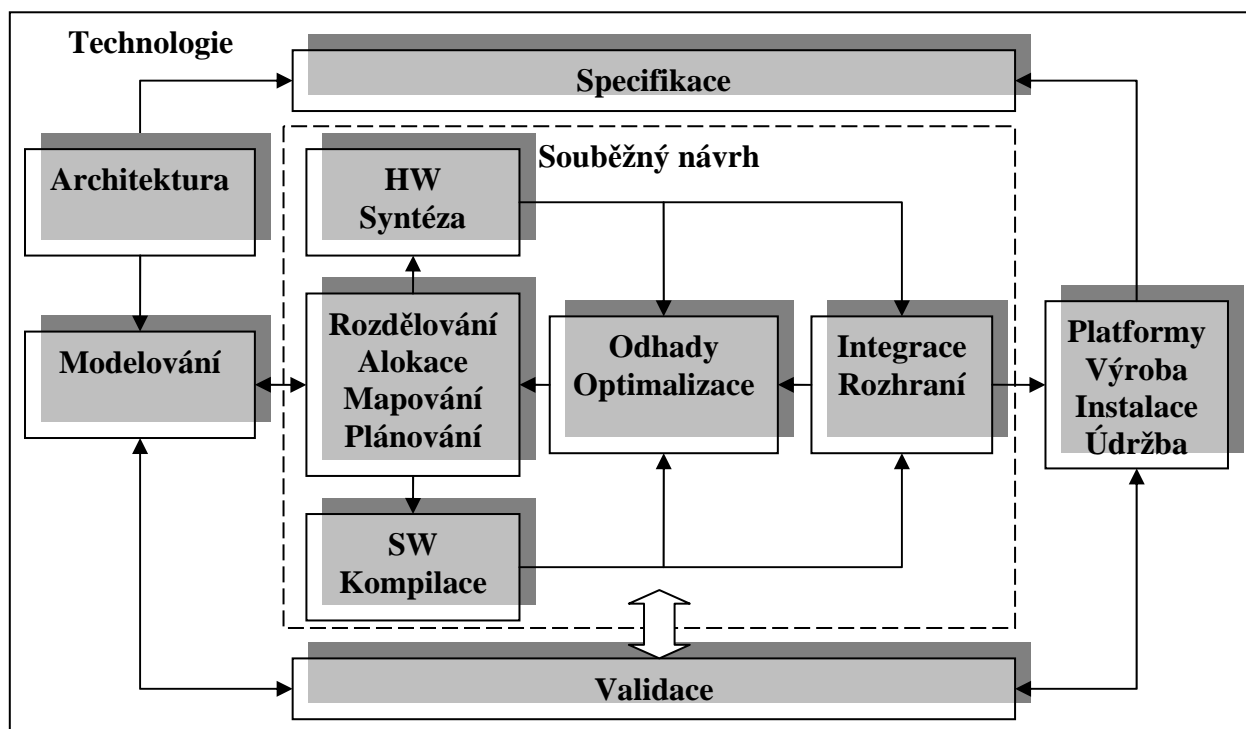 Technologie
Specifikace
Architektura
Souběžný návrh
HW
Syntéza
Modelování
Rozdělování
Alokace
Mapování
Plánování
Odhady
Optimalizace
Integrace
Rozhraní
Platformy
Výroba
Instalace
Údržba
SW
Kompilace
Validace